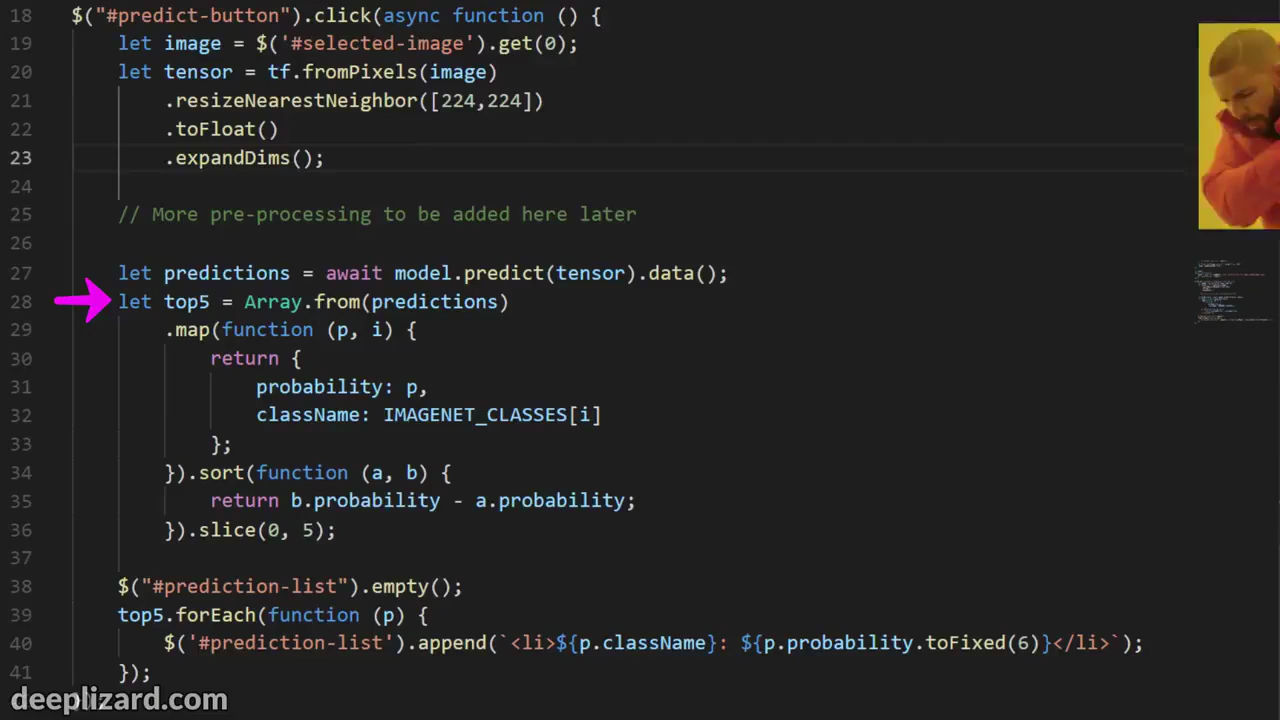 18 $("#predict-button").click(async function () {
19 let image = $('#selected-image').get(0);
20 let tensor = tf.fromPixels(image)
21 .resizeNearestNeighbor([224,224])
22 .toFloat()
23 .expandDims();
24
25 // More pre-processing to be added here later
26
27 let predictions = await model.predict(tensor).data();
28 let top5 = Array.from(predictions)
29 .map(function (p, i) {
30 return {
31 probability: p,
32 className: IMAGENET_CLASSES[i]
33 };
34 }).sort(function (a, b) {
35 return b.probability - a.probability;
36 }).slice(0, 5);
37
38 $("#prediction-list").empty();
39 top5.forEach(function (p) {
40 $('#prediction-list').append(`<li>${p.className}: ${p.probability.toFixed(6)}</li>`);
41 });
deeplizard.com